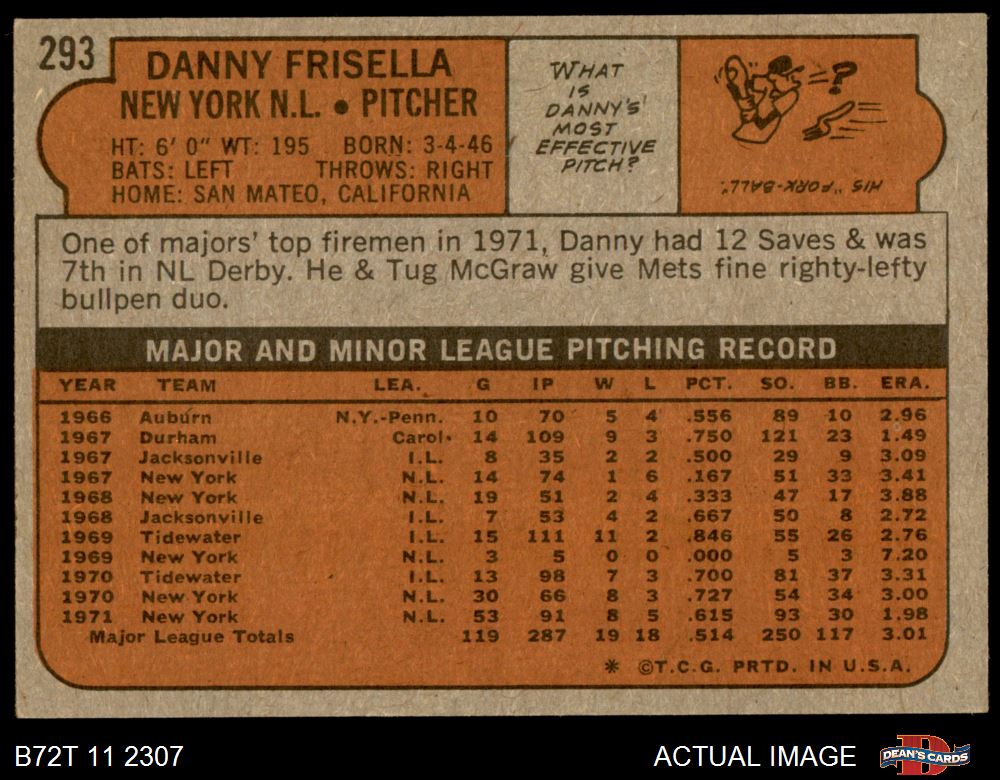 293
DANNY FRISELLA
NEW YORK N.L. • PITCHER
HT: 6' 0" WT: 195 BORN: 3-4-46
BATS: LEFT THROWS: RIGHT
HOME: SAN MATEO, CALIFORNIA
WHAT
IS
DANNY'S
MOST
EFFECTIVE
PITCH?
?
HIS "FORK-BALL".
One of majors' top firemen in 1971, Danny had 12 Saves & was
7th in NL Derby. He & Tug McGraw give Mets fine righty-lefty
bullpen duo.
MAJOR AND MINOR LEAGUE PITCHING RECORD
YEAR TEAM LEA. G IP W L PCT. SO. BB. ERA.
1966 Auburn N.Y.-Penn. 10 70 5 4 .556 89 10 2.96
1967 Durham Carol. 14 109 9 3 .750 121 23 1.49
1967 Jacksonville I.L. 8 35 2 2 .500 29 9 3.09
1967 New York N.L. 14 74 1 6 .167 51 33 3.41
1968 New York N.L. 19 51 2 4 .333 47 17 3.88
1968 Jacksonville I.L. 7 53 4 2 .667 50 8 2.72
1969 Tidewater I.L. 15 111 11 2 .846 55 26 2.76
1969 New York N.L. 3 5 0 0 .000 5 3 7.20
1970 Tidewater I.L. 13 98 7 3 .700 81 37 3.31
1970 New York N.L. 30 66 8 3 .727 54 34 3.00
1971 New York N.L. 53 91 8 5 .615 93 30 1.98
Major League Totals 119 287 19 18 .514 250 117 3.01
* ©T.C.G. PRTD. IN U.S.A.
B72T 11 2307
ACTUAL IMAGE
D
DEAN'S CARDS